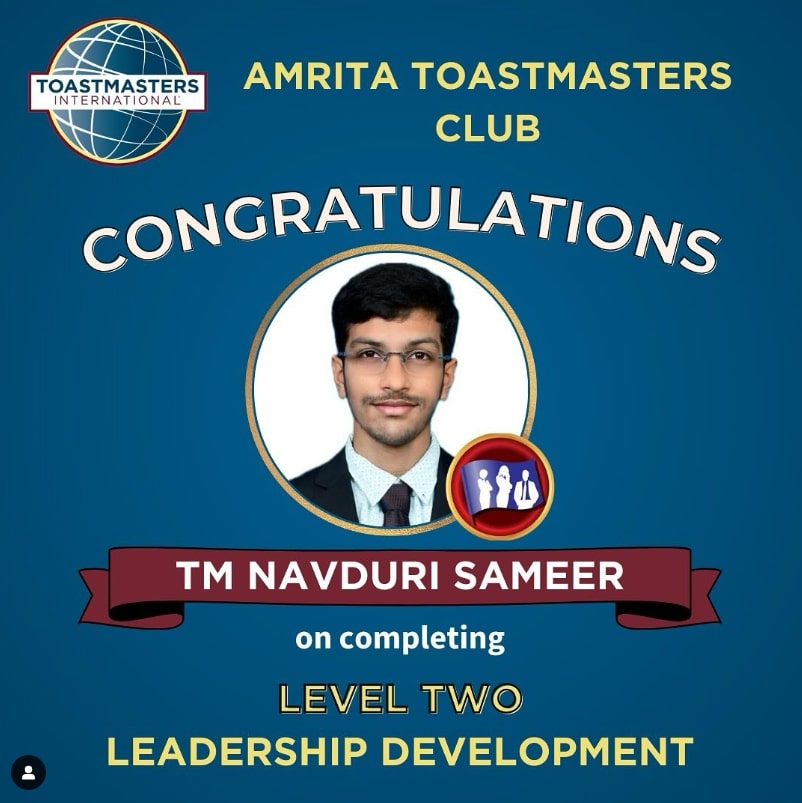 TOASTMASTERS
INTERNATIONAL
AMRITA TOASTMASTERS
CLUB
CONGRATULATIONS
TM NAVDURI SAMEER
on completing
LEVEL TWO
LEADERSHIP DEVELOPMENT